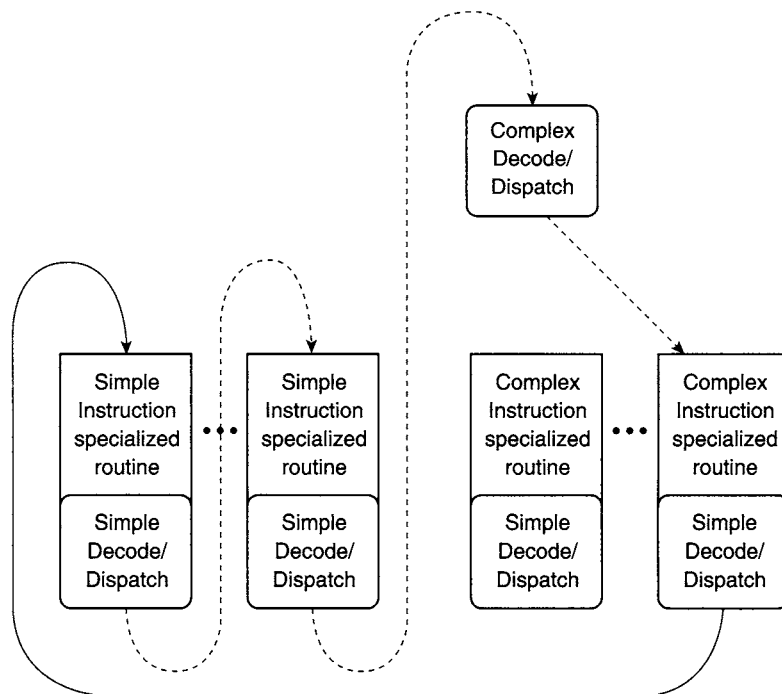 Complex
Decode/
Dispatch
Simple
Instruction
specialized
routine
Simple
Decode/
Dispatch
Simple
Instruction
specialized
routine
Simple
Decode/
Dispatch
Complex
Instruction
specialized
routine
Simple
Decode/
Dispatch
Complex
Instruction
specialized
routine
Simple
Decode/
Dispatch